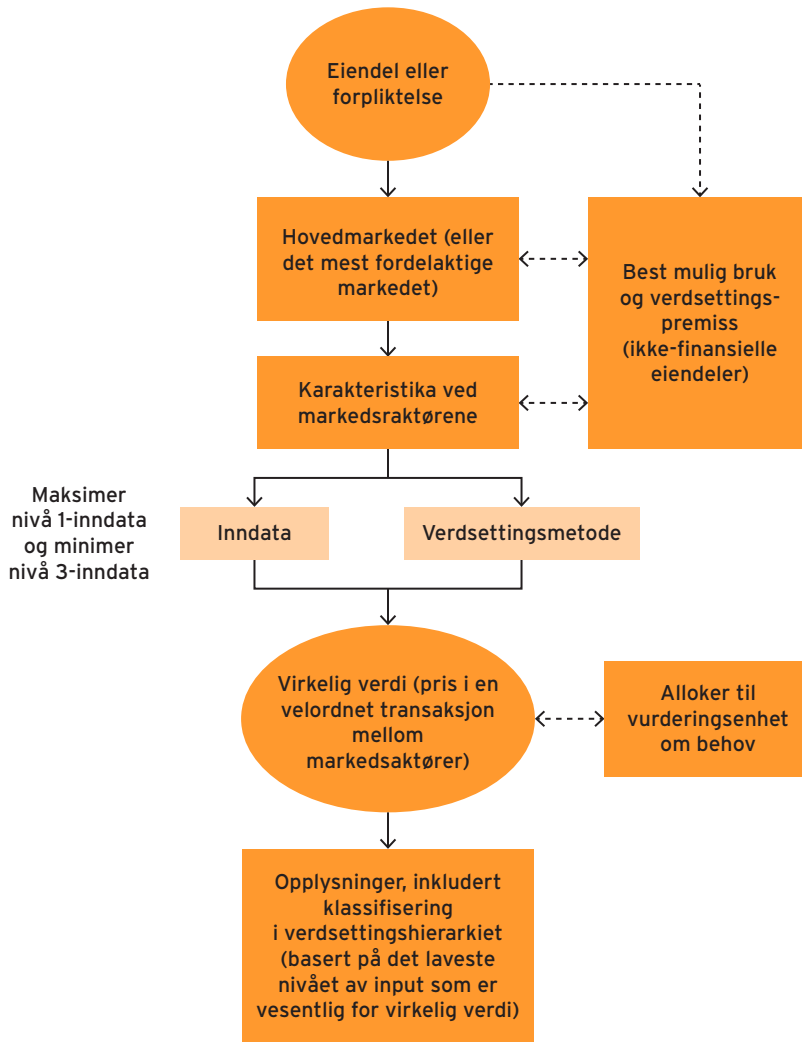 Eiendel eller
forpliktelse
Hovedmarkedet (eller
det mest fordelaktige
markedet)
Best mulig bruk
og verdsettings-
premiss
(ikke-finansielle
eiendeler)
Karakteristika ved
markedsraktørene
Maksimer
nivå 1-inndata
og minimer
nivå 3-inndata
Inndata
Verdsettingsmetode
Virkelig verdi (pris i en
velordnet transaksjon
mellom
markedsaktører)
Alloker til
vurderingsenhet
om behov
Opplysninger, inkludert
klassifisering
i verdsettingshierarkiet
(basert på det laveste
nivået av input som er
vesentlig for virkelig verdi)